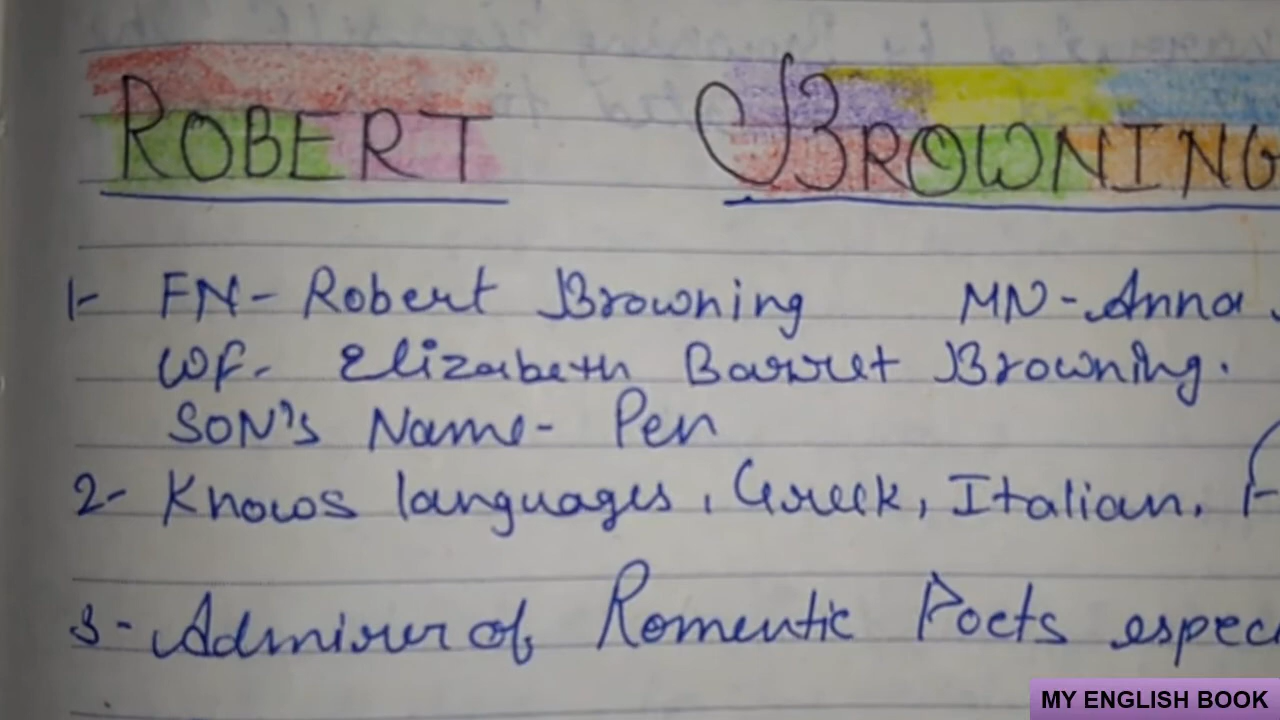 ROBERT BROWNING
1- FN- Robert Browning MN- Anna
Wf- Elizabeth Barret Browning.
SON's Name- Pen
2- Knows languages, Greek, Italian.
3- Admirer of Romentic Poets espec
MY ENGLISH BOOK